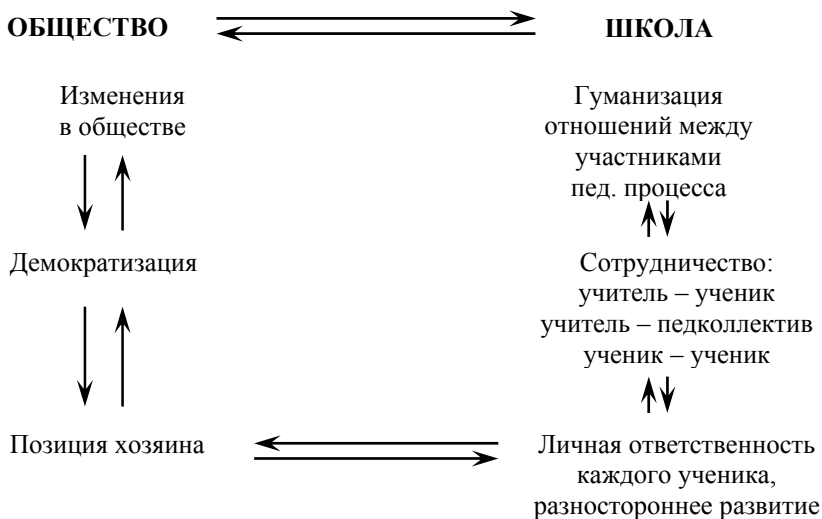 ОБЩЕСТВО
ШКОЛА
Изменения
в обществе
Гуманизация
отношений между
участниками
пед. процесса
Демократизация
Сотрудничество:
учитель – ученик
учитель – педколлектив
ученик – ученик
Позиция хозяина
Личная ответственность
каждого ученика,
разностороннее развитие